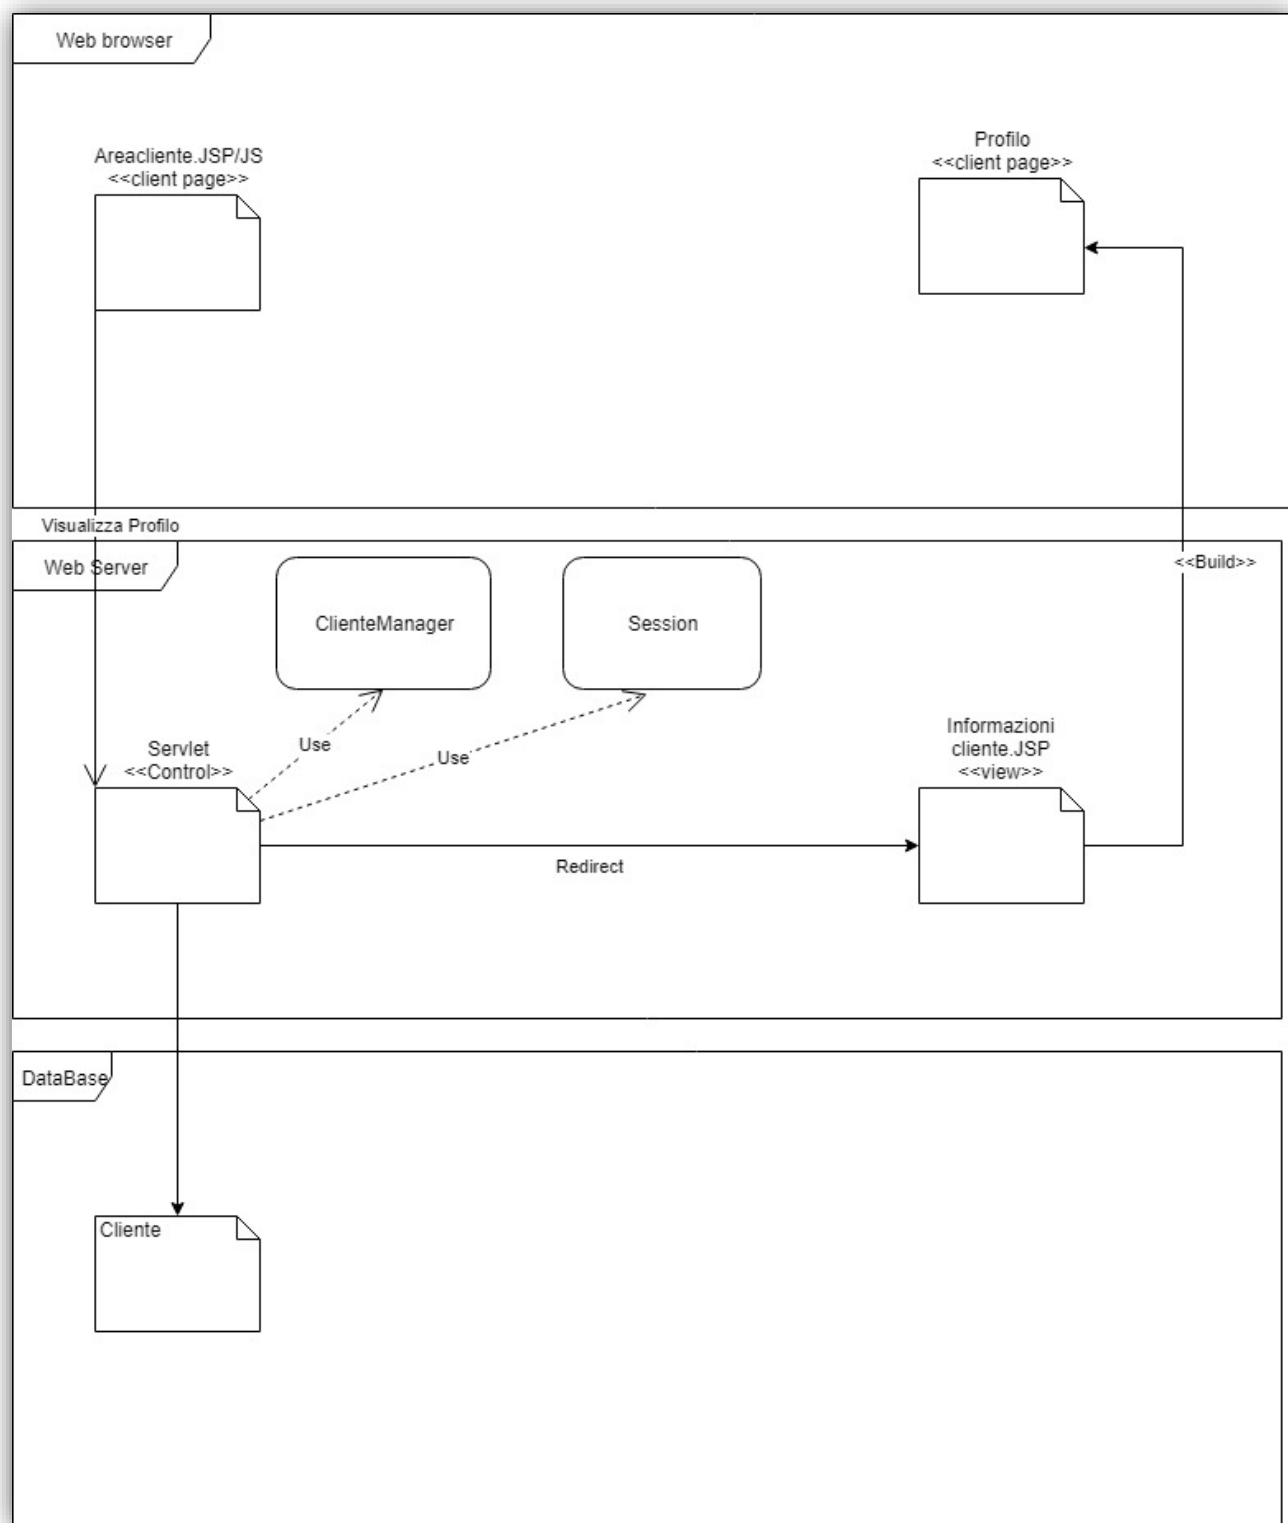 Web browser
Areacliente.JSP/JS
<<client page>>
Profilo
<<client page>>
Visualizza Profilo
Web Server
<<Build>>
ClienteManager
Session
Use
Use
Servlet
<<Control>>
Informazioni
cliente.JSP
<<view>>
Redirect
DataBase
Cliente